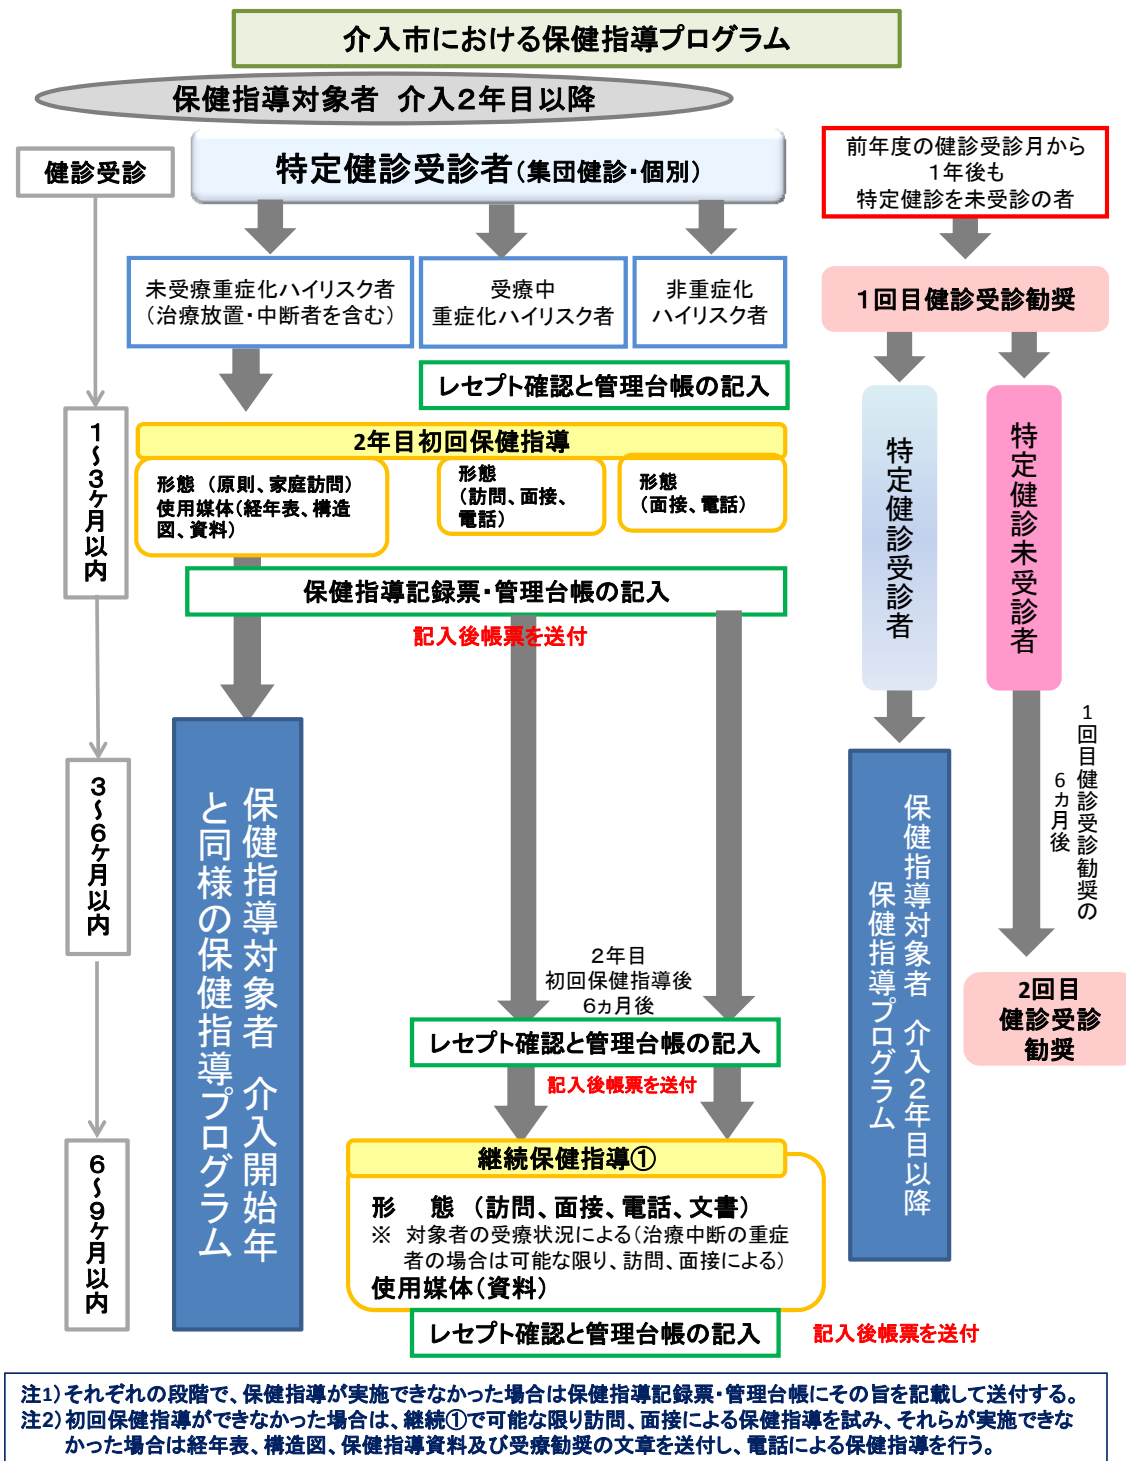 介入市における保健指導プログラム
保健指導対象者 介入２年目以降
健診受診
特定健診受診者（集団健診・個別）
前年度の健診受診月から
１年後も
特定健診を未受診の者
未受療重症化ハイリスク者
（治療放置・中断者を含む）
受療中
重症化ハイリスク者
非重症化
ハイリスク者
１回目健診受診勧奨
レセプト確認と管理台帳の記入
１～３ヶ月以内
2年目初回保健指導
形態（原則、家庭訪問）
使用媒体（経年表、構造
図、資料）
形態
（訪問、面接、
電話）
形態
（面接、電話）
特定健診受診者
特定健診未受診者
保健指導記録票・管理台帳の記入
記入後帳票を送付
１回目健診受診勧奨の
６カ月後
３～６ヶ月以内
保健指導対象者 介入開始年
と同様の保健指導プログラム
保健指導対象者 介入２年目以降
保健指導プログラム
２年目
初回保健指導後
６ヵ月後
2回目
健診受診
勧奨
レセプト確認と管理台帳の記入
記入後帳票を送付
６～９ヶ月以内
継続保健指導①
形　態（訪問、面接、電話、文書）
※ 対象者の受療状況による（治療中断の重症
者の場合は可能な限り、訪問、面接による）
使用媒体（資料）
レセプト確認と管理台帳の記入
記入後帳票を送付
注1）それぞれの段階で、保健指導が実施できなかった場合は保健指導記録票・管理台帳にその旨を記載して送付する。
注2）初回保健指導ができなかった場合は、継続①で可能な限り訪問、面接による保健指導を試み、それらが実施できな
かった場合は経年表、構造図、保健指導資料及び受療勧奨の文章を送付し、電話による保健指導を行う。